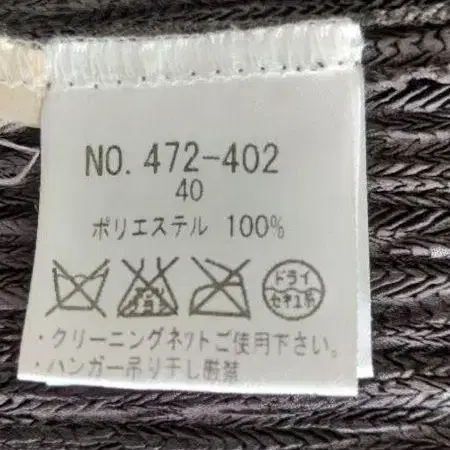 NO. 472-402
40
ポリエステル 100%
ドライ
セキユ系
・クリーニングネットご使用下さい。
・ハンガー吊り干し厳禁